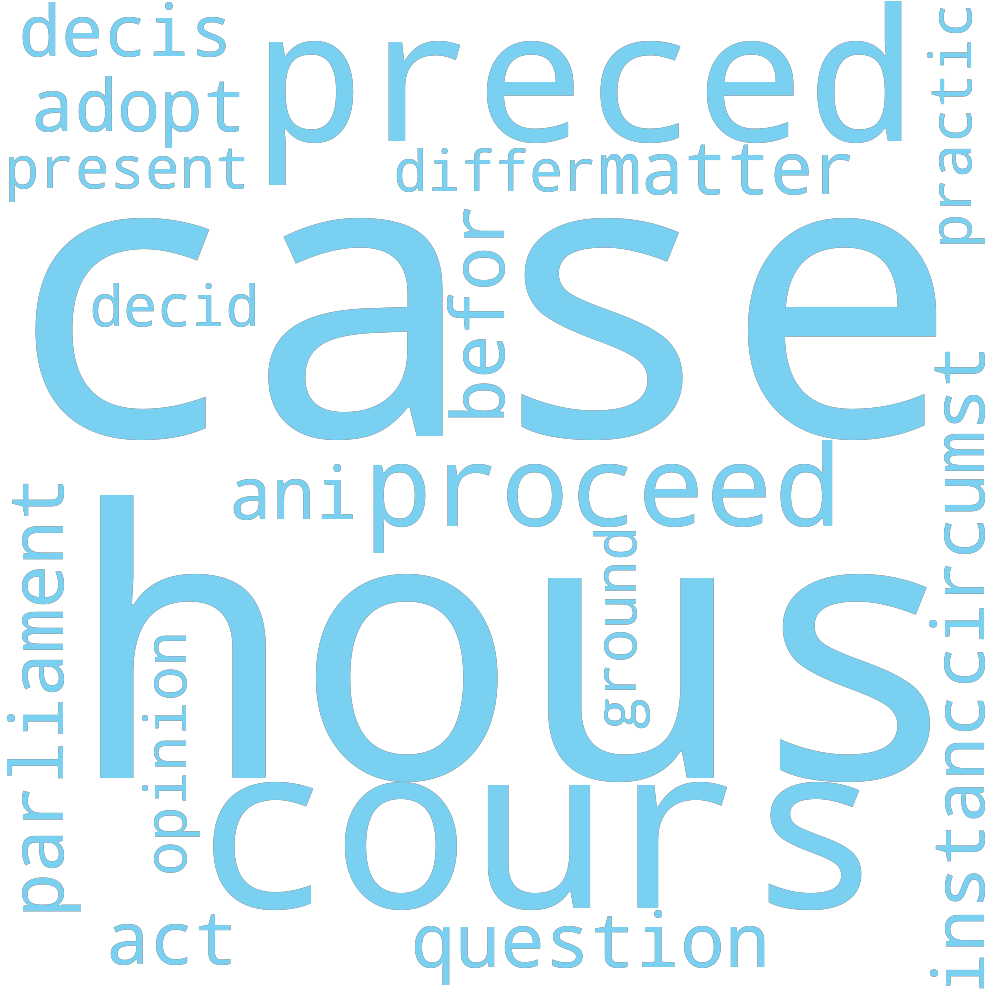 decis
preced
practic
adopt
present
differ
matter
case
decid
befor
circumst
ani
proceed
parliament
hous
ground
opinion
cours
instanc
act
question